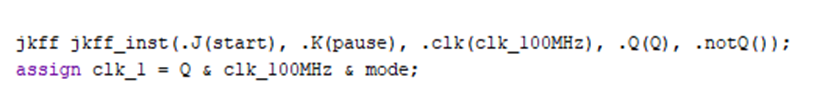 jkff jkff_inst(.J(start), .K(pause), .clk(clk_100MHz), .Q(Q), .notQ());
assign clk_1 = Q & clk_100MHz & mode;